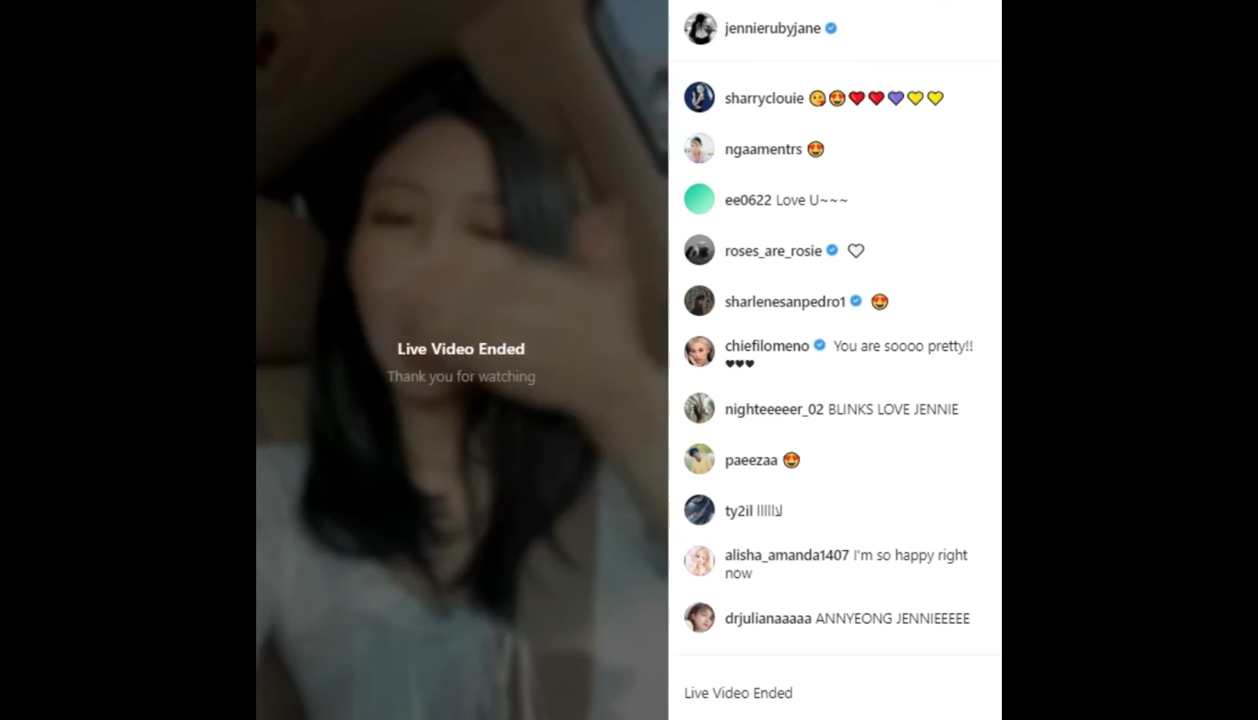 jennierubyjane
sharryclouie 😘😍❤️❤️💜💛💛
ngaamentrs 😍
ee0622 Love U~~~
roses_are_rosie ♡
sharlenesanpedro1 😍
chiefilomeno You are soooo pretty!!
♥♥♥
nighteeeeer_02 BLINKS LOVE JENNIE
paeezaa 😍
ty2il لااااااا
alisha_amanda1407 I'm so happy right
now
drjulianaaaaa ANNYEONG JENNIEEEEE
Live Video Ended
Thank you for watching
Live Video Ended